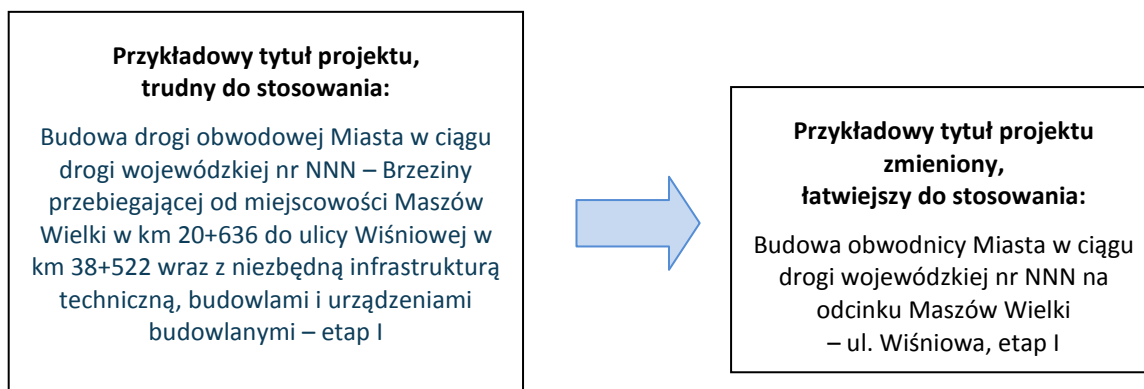 Przykładowy tytuł projektu,
trudny do stosowania:
Budowa drogi obwodowej Miasta w ciągu
drogi wojewódzkiej nr NNN – Brzeziny
przebiegającej od miejscowości Maszów
Wielki w km 20+636 do ulicy Wiśniowej w
km 38+522 wraz z niezbędną infrastrukturą
techniczną, budowlami i urządzeniami
budowlanymi – etap I
Przykładowy tytuł projektu
zmieniony,
łatwiejszy do stosowania:
Budowa obwodnicy Miasta w ciągu
drogi wojewódzkiej nr NNN na
odcinku Maszów Wielki
– ul. Wiśniowa, etap I